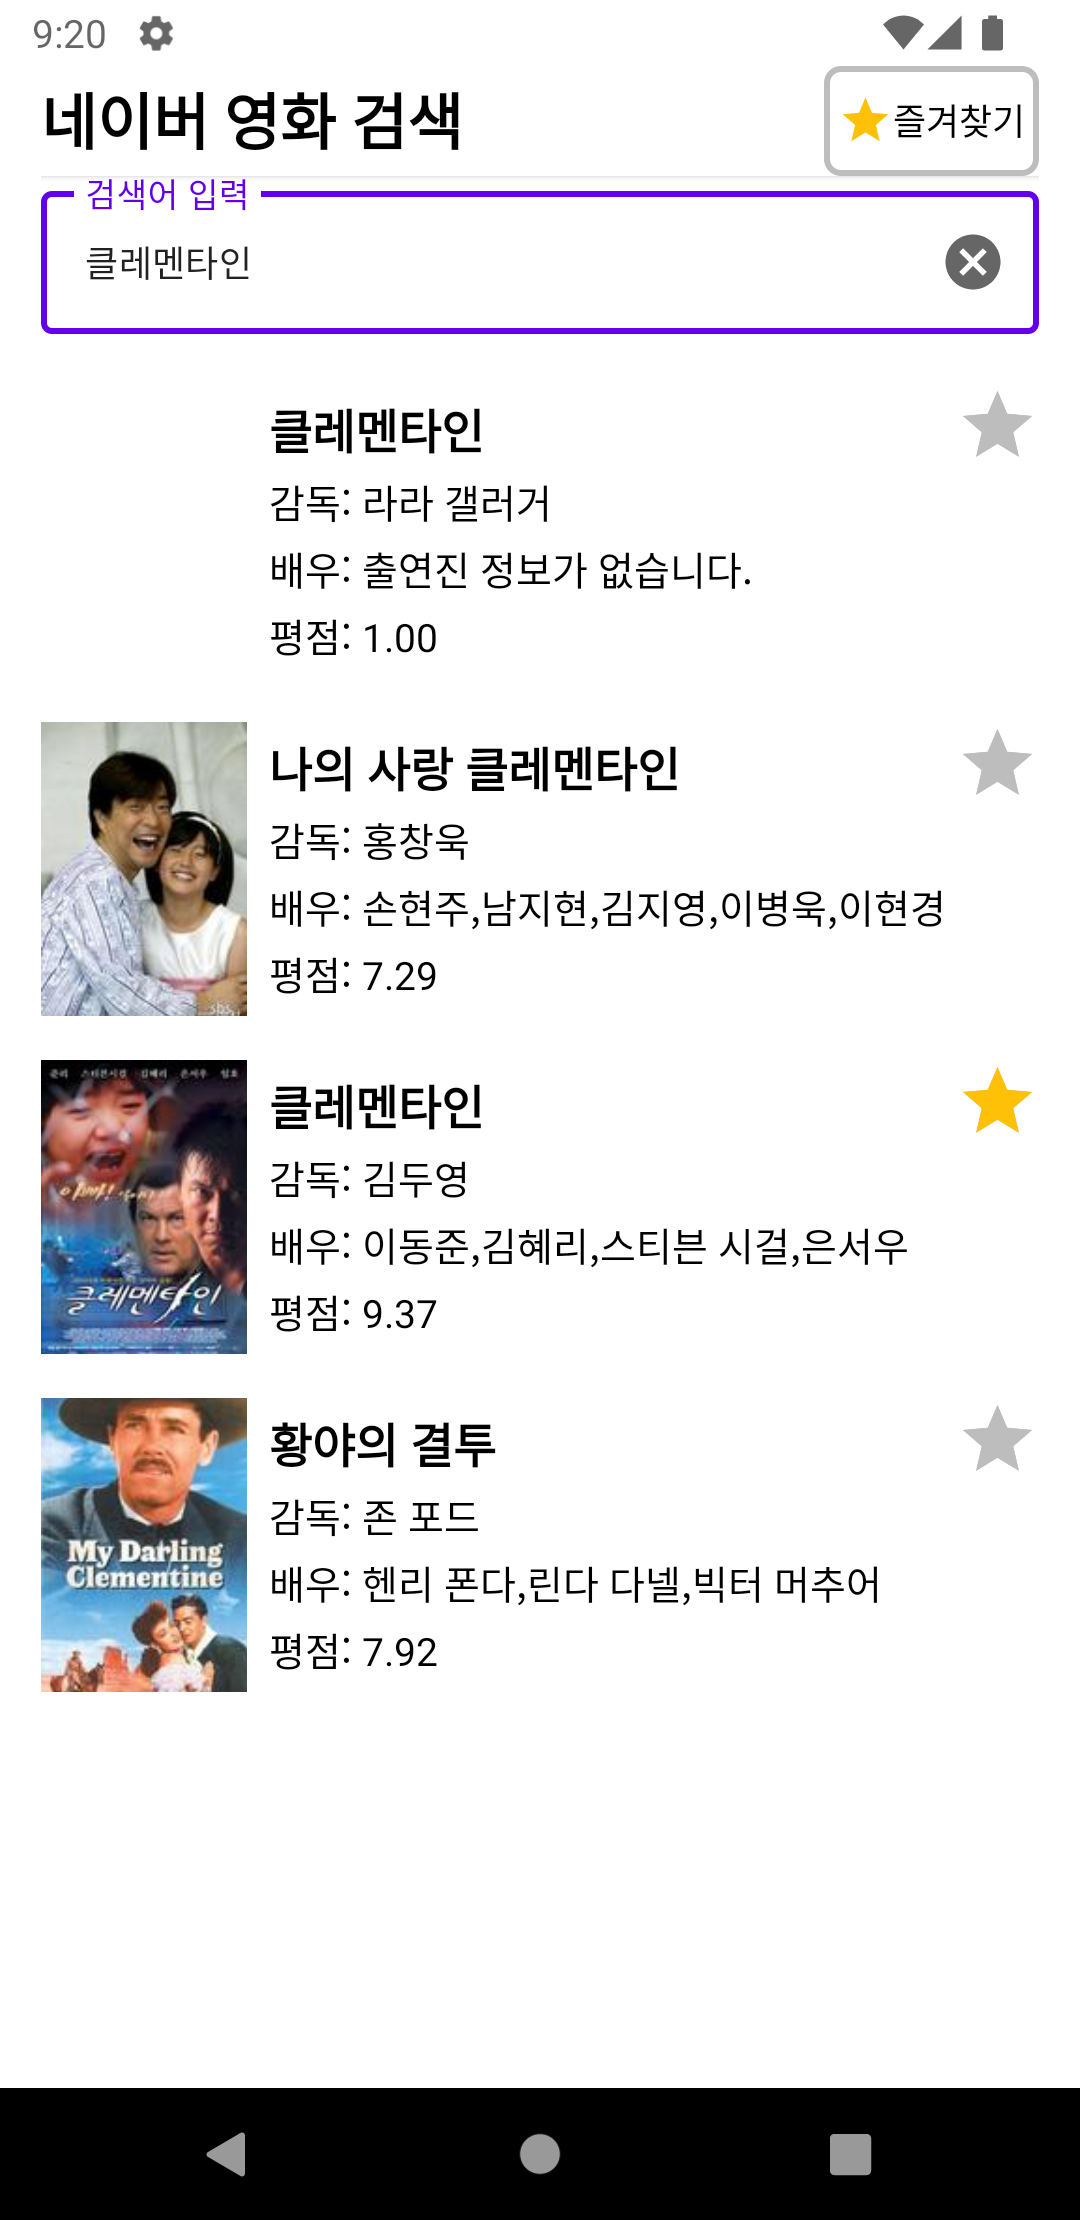 9:20
네이버 영화 검색
즐겨찾기
검색어 입력
클레멘타인
클레멘타인
감독: 라라 갤러거
배우: 출연진 정보가 없습니다.
평점: 1.00
나의 사랑 클레멘타인
감독: 홍창욱
배우: 손현주,남지현,김지영,이병욱,이현경
평점: 7.29
sbs
클레멘타인
감독: 김두영
배우: 이동준,김혜리,스티븐 시걸,은서우
평점: 9.37
클레멘타인
황야의 결투
감독: 존 포드
배우: 헨리 폰다,린다 다넬,빅터 머추어
평점: 7.92
My Darling
Clementine